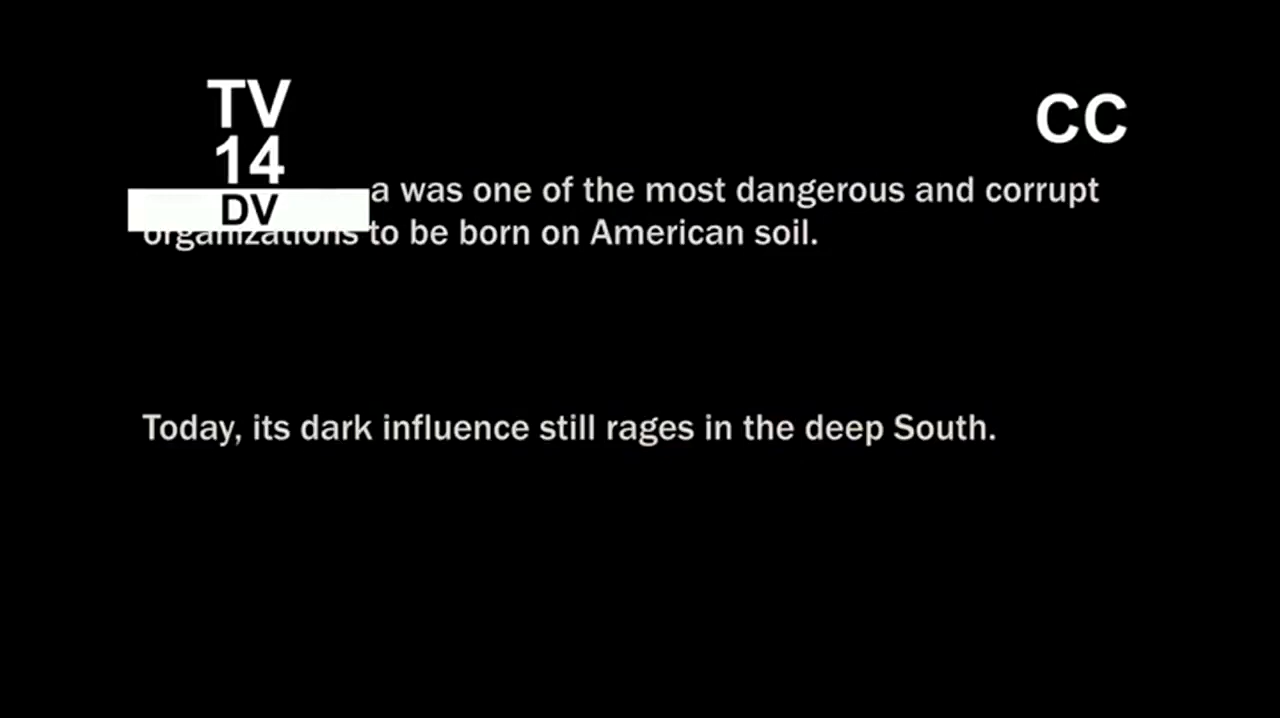 TV
14
DV
CC
a was one of the most dangerous and corrupt
organizations to be born on American soil.
Today, its dark influence still rages in the deep South.